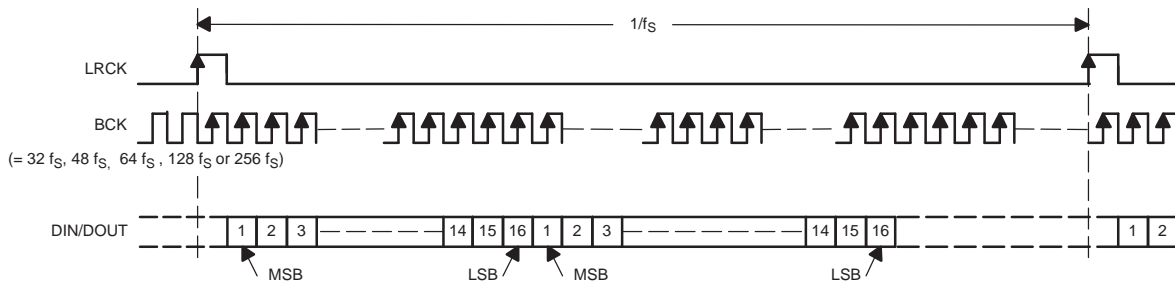 1/fS
LRCK
BCK
(= 32 fS, 48 fS, 64 fS , 128 fS or 256 fS)
DIN/DOUT 1 2 3 14 15 16 1 2 3 14 15 16 1 2
MSB LSB MSB LSB